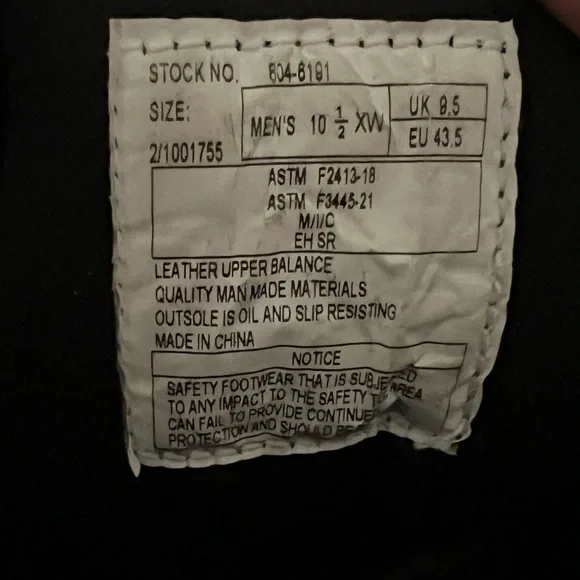 STOCK NO. 804-6191
SIZE:
MEN'S 10 1/2 XW
UK 9.5
EU 43.5
2/1001755
ASTM F2413-18
ASTM F3445-21
M/I/C
EH SR
LEATHER UPPER BALANCE
QUALITY MAN MADE MATERIALS
OUTSOLE IS OIL AND SLIP RESISTING
MADE IN CHINA
NOTICE
SAFETY FOOTWEAR THAT IS
TO ANY IMPACT TO THE SAFETY AREA
CAN FAIL TO PROVIDE
PROTECTION AND SHOULD